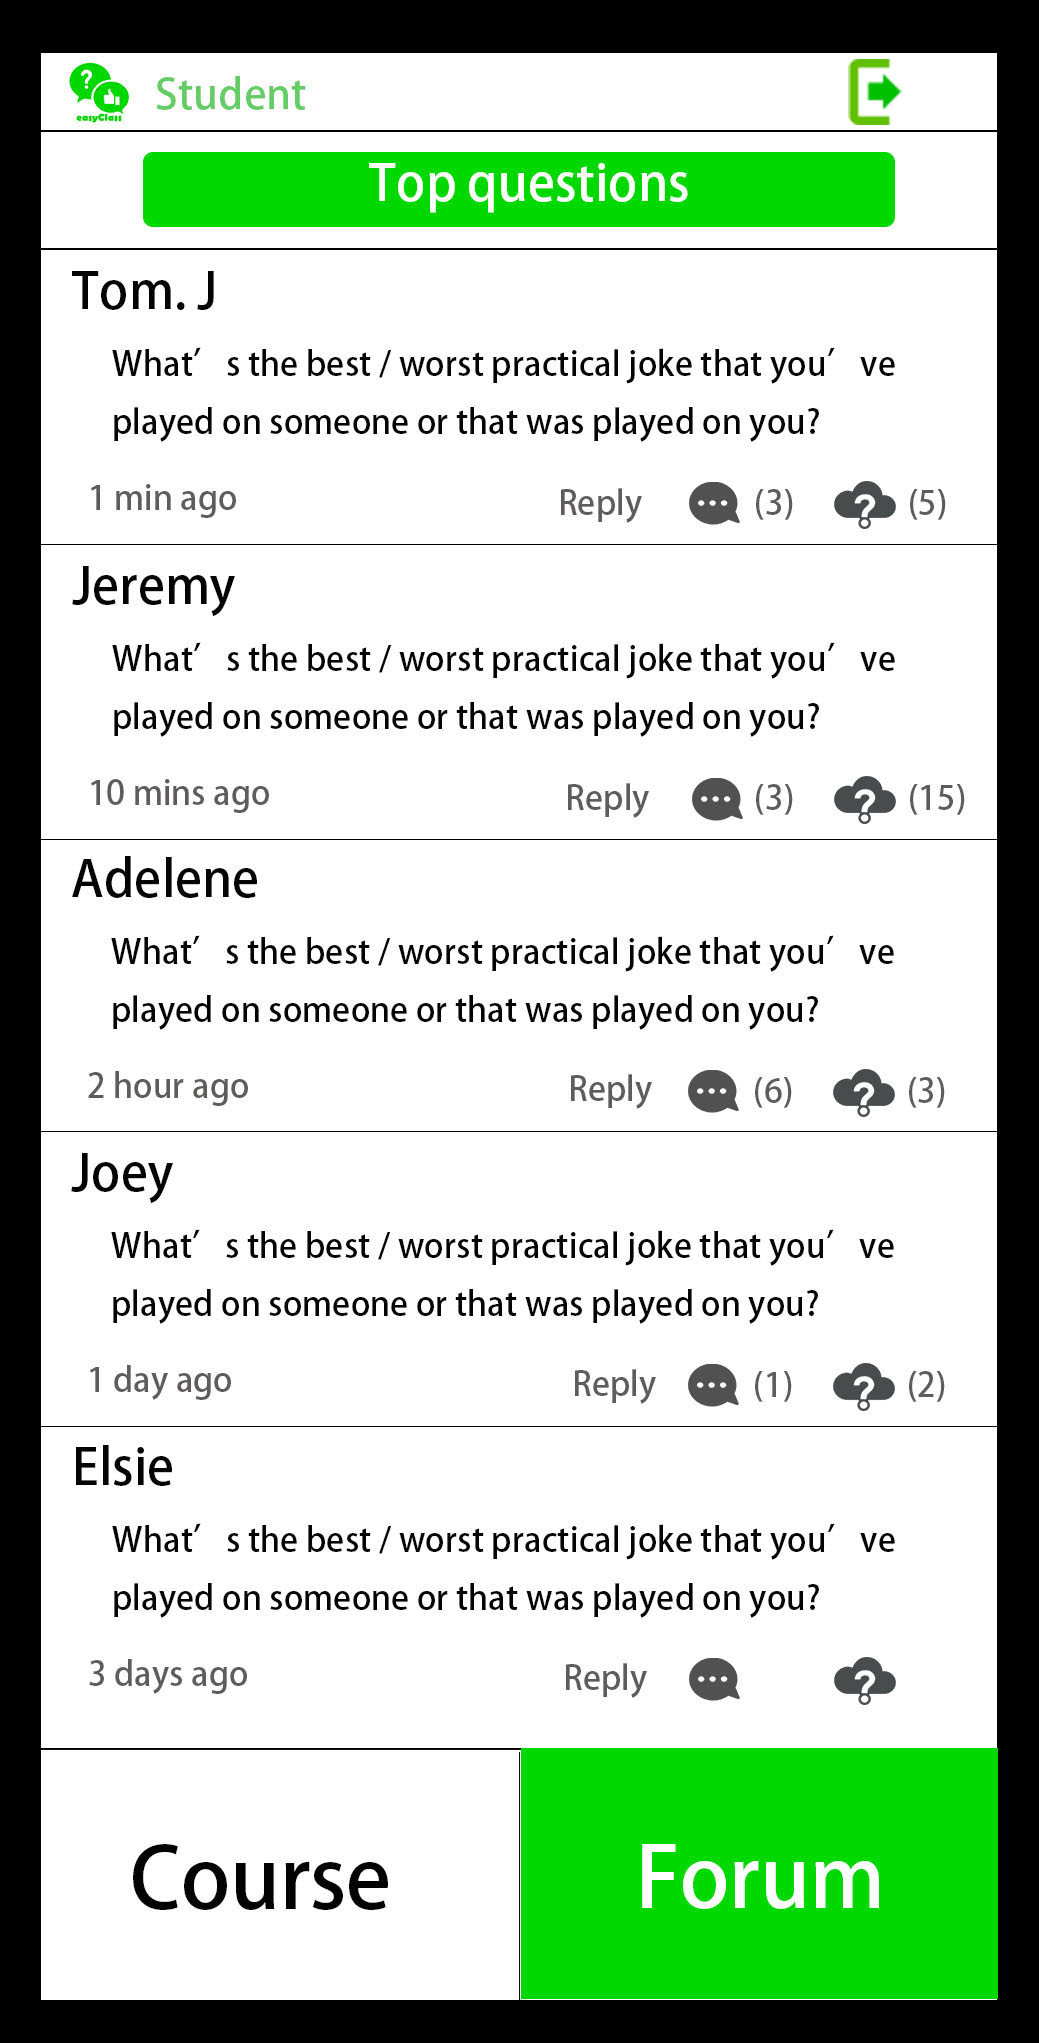 easyClass
Student
Top questions
Tom. J
What′ s the best / worst practical joke that you′ ve
played on someone or that was played on you?
1 min ago Reply (3) ? (5)
Jeremy
What′ s the best / worst practical joke that you′ ve
played on someone or that was played on you?
10 mins ago Reply (3) ? (15)
Adelene
What′ s the best / worst practical joke that you′ ve
played on someone or that was played on you?
2 hour ago Reply (6) ? (3)
Joey
What′ s the best / worst practical joke that you′ ve
played on someone or that was played on you?
1 day ago Reply (1) ? (2)
Elsie
What′ s the best / worst practical joke that you′ ve
played on someone or that was played on you?
3 days ago Reply ?
Course Forum